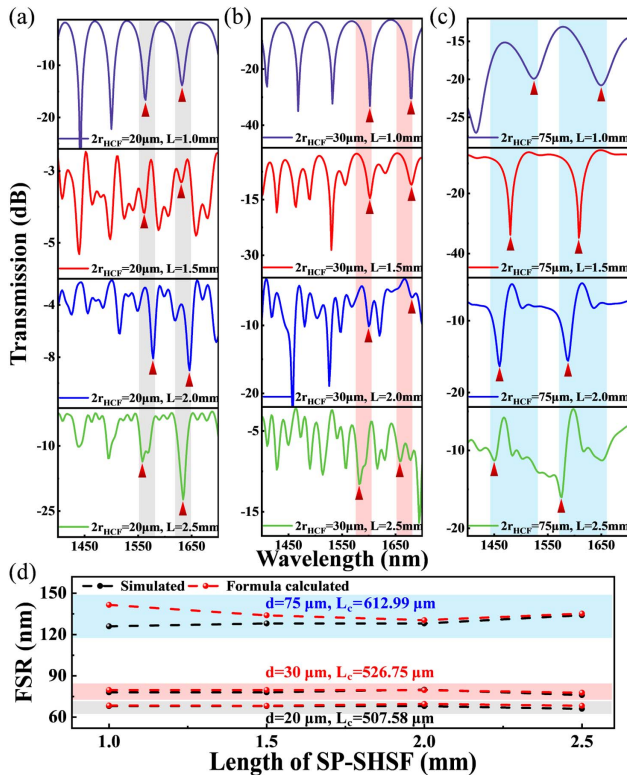 (a)
(b)
(c)
-10
-20
2rHCF=20μm, L=1.0mm
-20
-40
2rHCF=30μm, L=1.0mm
-15
-20
-25
2rHCF=75μm, L=1.0mm
-3
-5
2rHCF=20μm, L=1.5mm
-15
-30
2rHCF=30μm, L=1.5mm
-20
-40
2rHCF=75μm, L=1.5mm
-4
-8
2rHCF=20μm, L=2.0mm
-10
-20
2rHCF=30μm, L=2.0mm
-10
-20
2rHCF=75μm, L=2.0mm
-10
-25
2rHCF=20μm, L=2.5mm
-5
-15
2rHCF=30μm, L=2.5mm
-10
-20
2rHCF=75μm, L=2.5mm
1450 1550 1650
1450 1550 1650
1450 1550 1650
Transmission (dB)
Wavelength (nm)
(d)
Simulated Formula calculated
d=75 μm, Lc=612.99 μm
d=30 μm, Lc=526.75 μm
d=20 μm, Lc=507.58 μm
150
120
90
60
FSR (nm)
1.0 1.5 2.0 2.5
Length of SP-SHSF (mm)